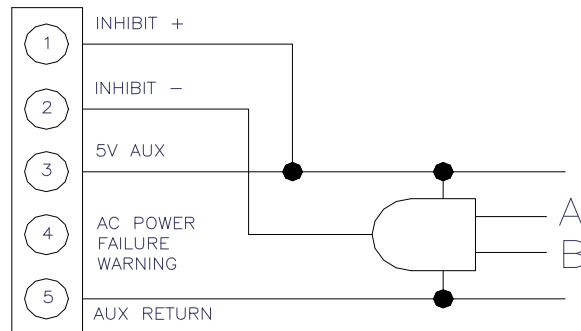 1 INHIBIT +
2 INHIBIT −
3 5V AUX
4 AC POWER
FAILURE
WARNING
5 AUX RETURN
A
B